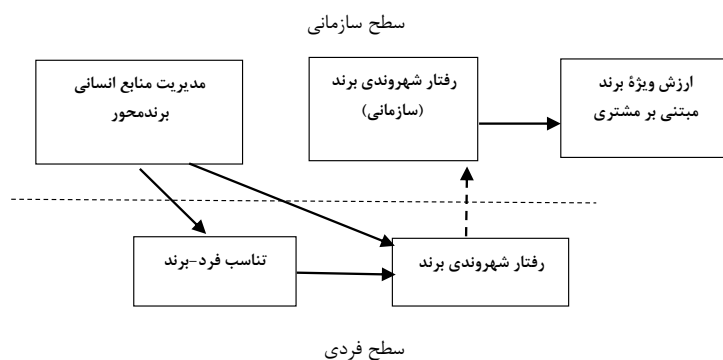 سطح سازمانی
مدیریت منابع انسانی
برندمحور
رفتار شهروندی برند
(سازمانی)
ارزش ویژۀ برند
مبتنی بر مشتری
تناسب فرد-برند
رفتار شهروندی برند
سطح فردی